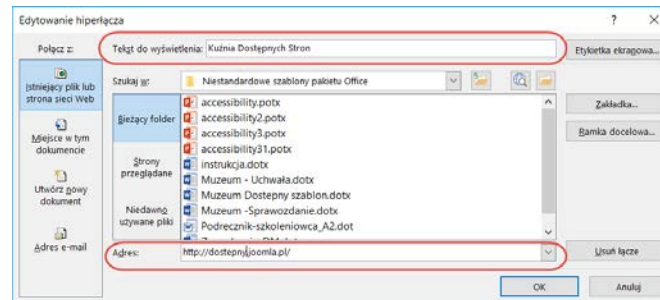 Edytowanie hiperłącza
? ×
Połącz z:
Tekst do wyświetlenia: Kuźnia Dostępnych Stron
Etykietka ekranowa...
Istniejący plik lub
strona sieci Web
Szukaj w:
Niestandardowe szablony pakietu Office
Bieżący folder
accessibility.potx
accessibility2.potx
accessibility3.potx
accessibility31.potx
instrukcja.dotx
Muzeum - Uchwała.dotx
Muzeum Dostepny szablon.dotx
Muzeum -Sprawozdanie.dotx
Podrecznik-szkoleniowca_A2.dot
Zakładka...
Ramka docelowa...
Miejsce w tym
dokumencie
Strony
przeglądane
Utwórz nowy
dokument
Niedawno
używane pliki
Adres e-mail
Adres:
http://dostepny.joomla.pl/
Usuń łącze
OK
Anuluj